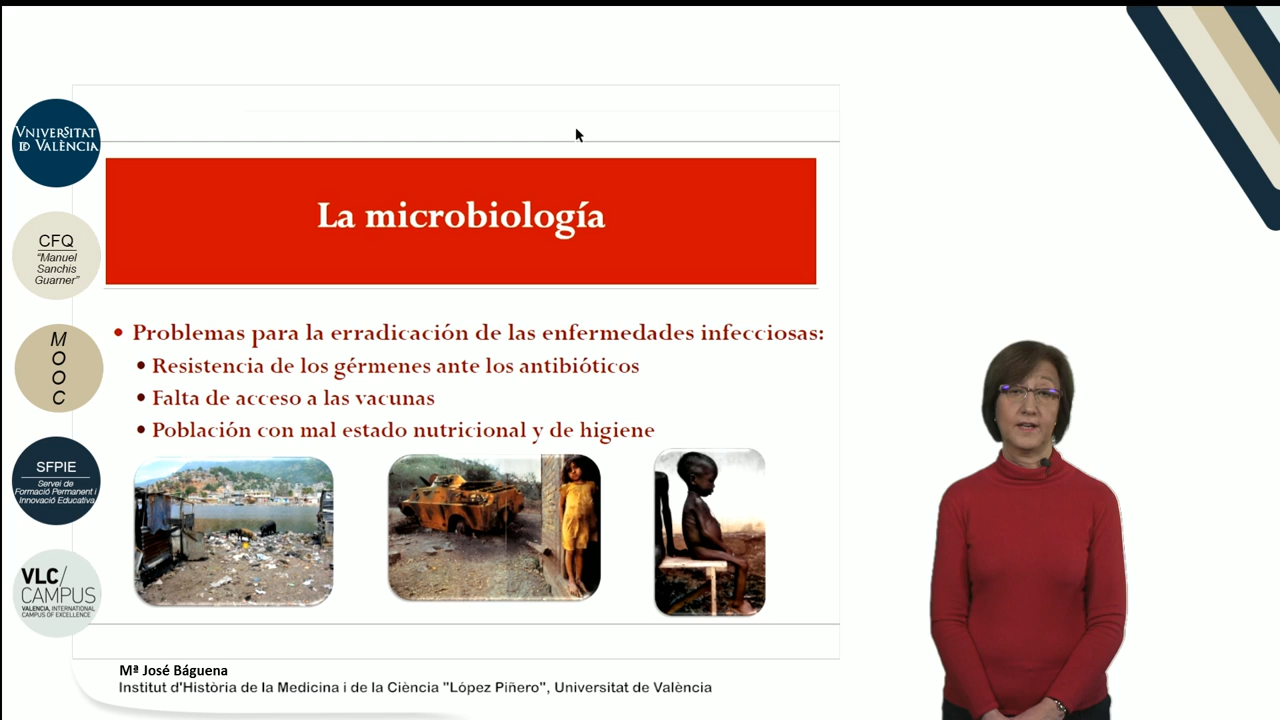 VNIVERSITAT
ID VALÈNCIA
CFQ
"Manuel
Sanchis
Guarner"
M
O
O
C
SFPIE
Servei de
Formació Permanent i
Innovació Educativa
VLC/
CAMPUS
VALENCIA, INTERNATIONAL
CAMPUS OF EXCELLENCE
La microbiología
• Problemas para la erradicación de las enfermedades infecciosas:
• Resistencia de los gérmenes ante los antibióticos
• Falta de acceso a las vacunas
• Población con mal estado nutricional y de higiene
Mª José Báguena
Institut d'Història de la Medicina i de la Ciència "López Piñero", Universitat de València